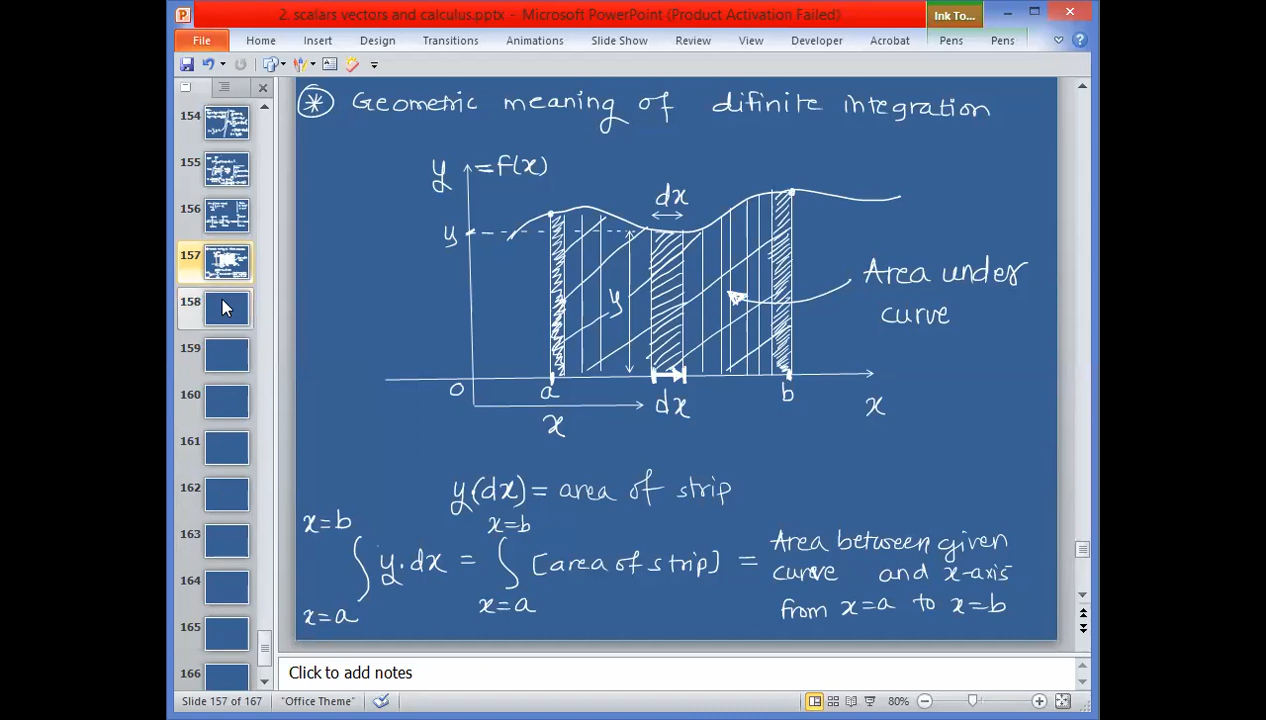 2. scalars vectors and calculus.pptx - Microsoft PowerPoint (Product Activation Failed)
Ink To...
File Home Insert Design Transitions Animations Slide Show Review View Developer Acrobat Pens Pens
154
155
156
157
158
159
160
161
162
163
164
165
166
* Geometric meaning of difinite integration
y = f(x)
dx
y
y
Area under
curve
0 a dx b x
x
y(dx) = area of strip
x=b x=b
∫ y.dx = ∫ [area of strip] = Area between given
curve and x-axis
from x=a to x=b
x=a x=a
Click to add notes
Slide 157 of 167 "Office Theme" 80%